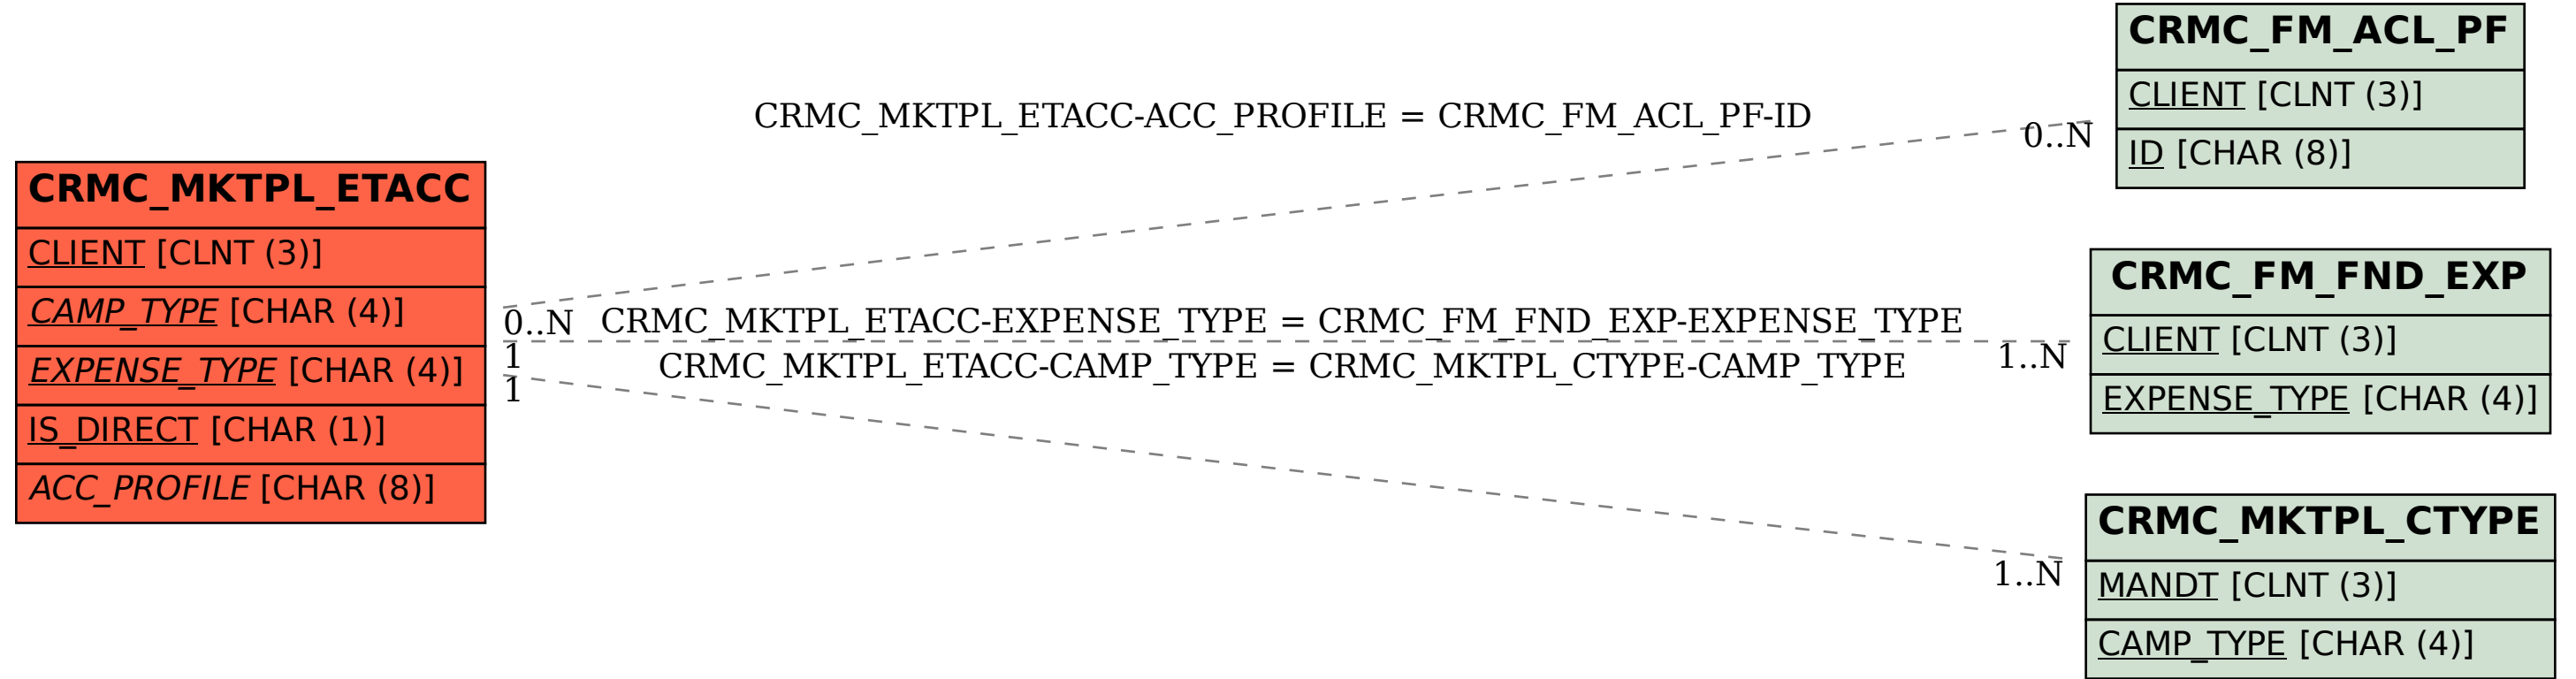 CRMC_MKTPL_ETACC
CLIENT [CLNT (3)]
CAMP_TYPE [CHAR (4)]
EXPENSE_TYPE [CHAR (4)]
IS_DIRECT [CHAR (1)]
ACC_PROFILE [CHAR (8)]
CRMC_MKTPL_ETACC-ACC_PROFILE = CRMC_FM_ACL_PF-ID
0..N
0..N
CRMC_MKTPL_ETACC-EXPENSE_TYPE = CRMC_FM_FND_EXP-EXPENSE_TYPE
1
1..N
CRMC_MKTPL_ETACC-CAMP_TYPE = CRMC_MKTPL_CTYPE-CAMP_TYPE
1
1..N
CRMC_FM_ACL_PF
CLIENT [CLNT (3)]
ID [CHAR (8)]
CRMC_FM_FND_EXP
CLIENT [CLNT (3)]
EXPENSE_TYPE [CHAR (4)]
CRMC_MKTPL_CTYPE
MANDT [CLNT (3)]
CAMP_TYPE [CHAR (4)]